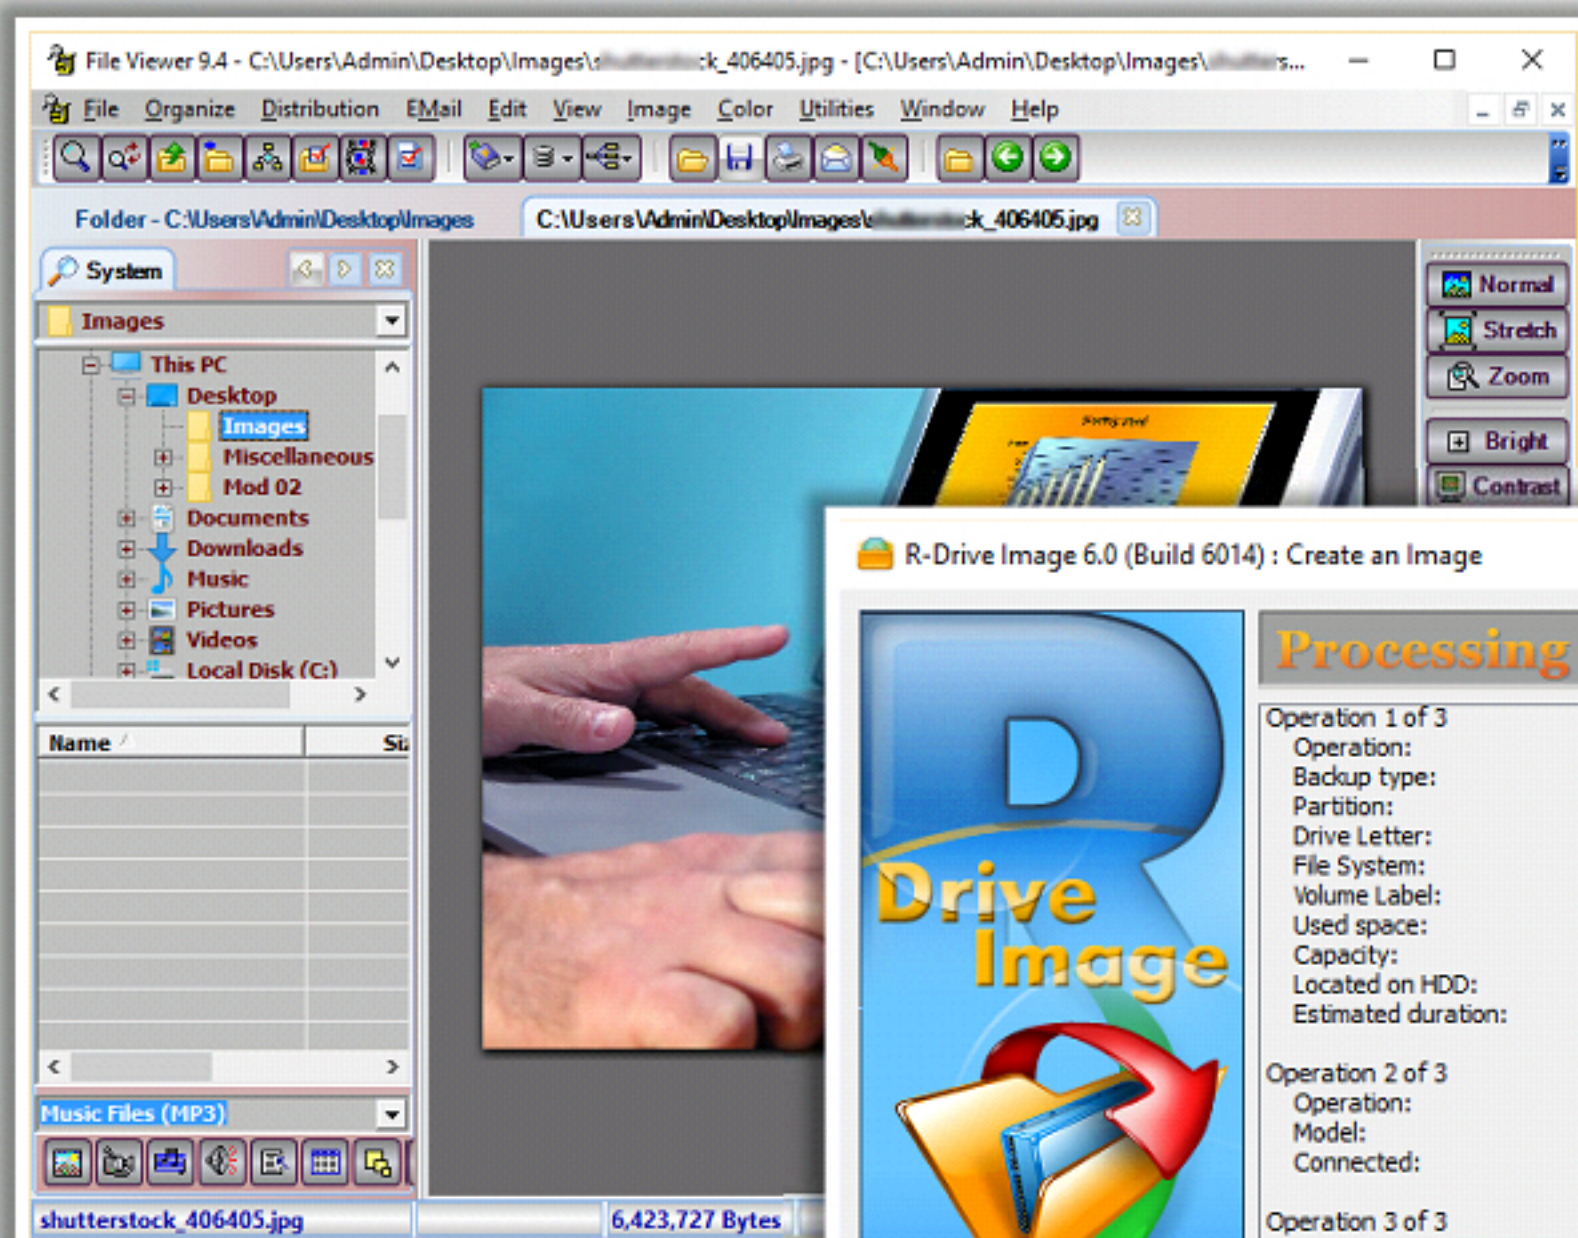 File Viewer 9.4 - C:\Users\Admin\Desktop\Images\s ck_406405.jpg - [C:\Users\Admin\Desktop\Images\ s...
File Organize Distribution EMail Edit View Image Color Utilities Window Help
Folder - C:\Users\Admin\Desktop\Images
C:\Users\Admin\Desktop\Images\s ck_406405.jpg
System
Images
This PC
Desktop
Images
Miscellaneous
Mod 02
Documents
Downloads
Music
Pictures
Videos
Local Disk (C:)
Name Siz
Music Files (MP3)
shutterstock_406405.jpg 6,423,727 Bytes
Normal
Stretch
Zoom
Bright
Contrast
R-Drive Image 6.0 (Build 6014) : Create an Image
R
Drive
Image
Processing
Operation 1 of 3
Operation:
Backup type:
Partition:
Drive Letter:
File System:
Volume Label:
Used space:
Capacity:
Located on HDD:
Estimated duration:
Operation 2 of 3
Operation:
Model:
Connected:
Operation 3 of 3